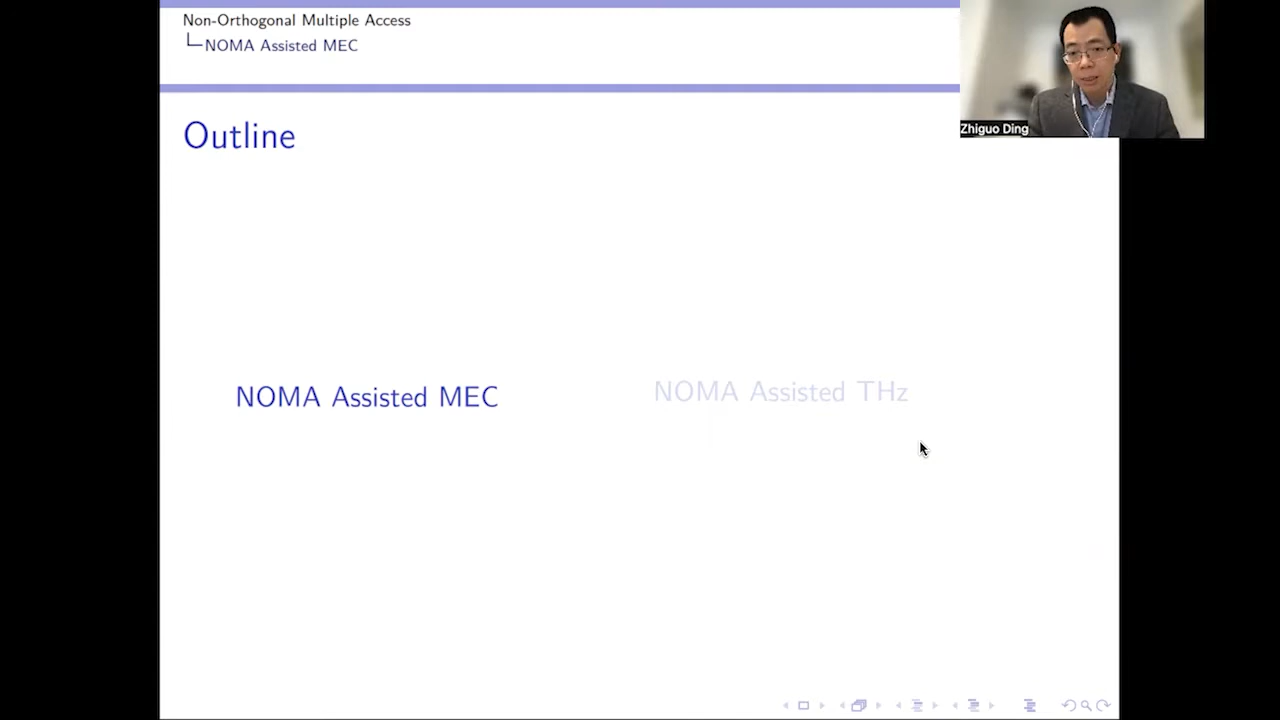 Non-Orthogonal Multiple Access
NOMA Assisted MEC
Zhiguo Ding
Outline
NOMA Assisted MEC
NOMA Assisted THz